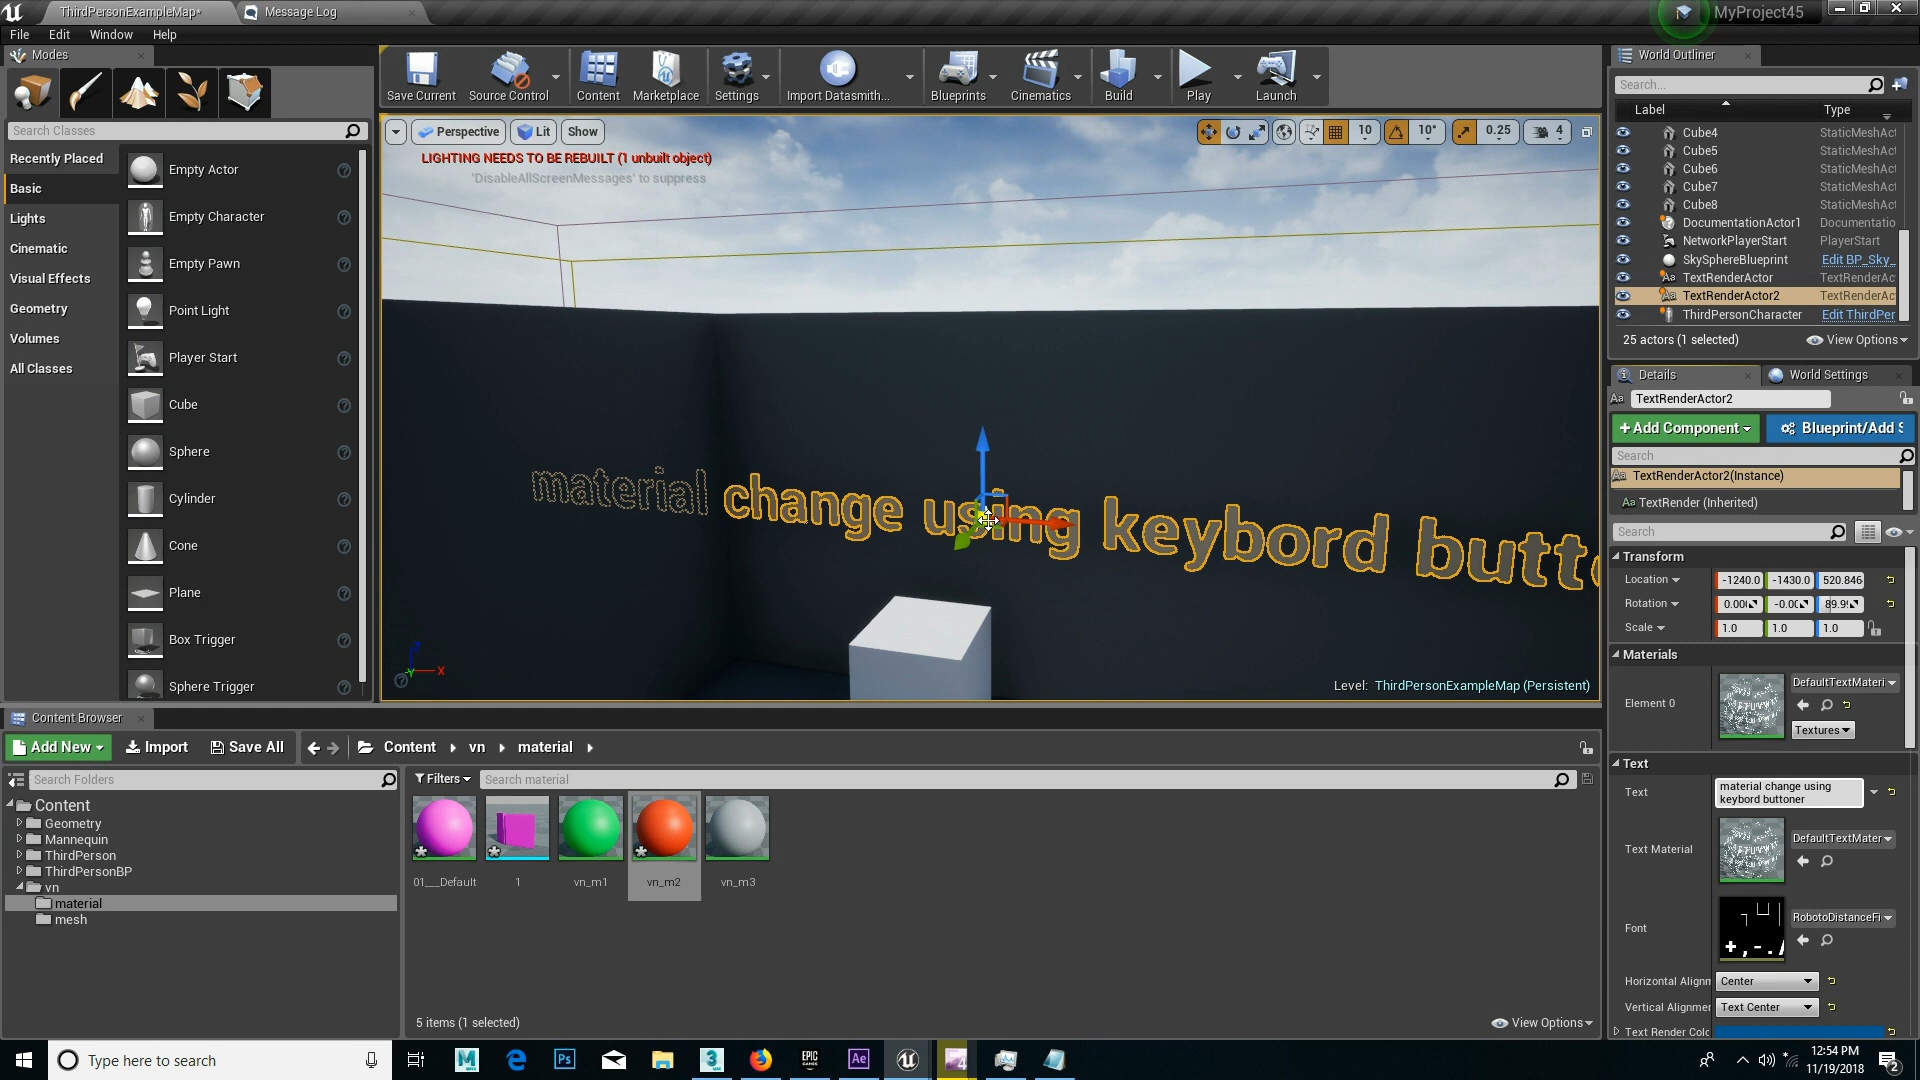 ThirdPersonExampleMap*
Message Log
MyProject45
File Edit Window Help
Modes
Search Classes
Recently Placed
Basic
Lights
Cinematic
Visual Effects
Geometry
Volumes
All Classes
Empty Actor
Empty Character
Empty Pawn
Point Light
Player Start
Cube
Sphere
Cylinder
Cone
Plane
Box Trigger
Sphere Trigger
Save Current Source Control Content Marketplace Settings Import Datasmith... Blueprints Cinematics Build Play Launch
Perspective Lit Show
10 10° 0.25 4
LIGHTING NEEDS TO BE REBUILT (1 unbuilt object)
'DisableAllScreenMessages' to suppress
material change using keybord butto
X
Level: ThirdPersonExampleMap (Persistent)
World Outliner
Search...
Label Type
Cube4 StaticMeshAct
Cube5 StaticMeshAct
Cube6 StaticMeshAct
Cube7 StaticMeshAct
Cube8 StaticMeshAct
DocumentationActor1 Documentatio
NetworkPlayerStart PlayerStart
SkySphereBlueprint Edit BP_Sky_
TextRenderActor TextRenderAc
TextRenderActor2 TextRenderAc
ThirdPersonCharacter Edit ThirdPer
25 actors (1 selected) View Options
Details World Settings
TextRenderActor2
+Add Component Blueprint/Add S
Search
TextRenderActor2(Instance)
TextRender (Inherited)
Search
Transform
Location -1240.0 -1430.0 520.846
Rotation 0.00 -0.00 89.9
Scale 1.0 1.0 1.0
Materials
Element 0 DefaultTextMateri
Textures
Text
Text material change using
keybord buttoner
Text Material DefaultTextMater
Font RobotoDistanceFi
Horizontal Alignm Center
Vertical Alignmer Text Center
Text Render Colo
Content Browser
Add New Import Save All Content vn material
Search Folders
Filters Search material
Content
Geometry
Mannequin
ThirdPerson
ThirdPersonBP
vn
material
mesh
01___Default 1 vn_m1 vn_m2 vn_m3
5 items (1 selected) View Options
Type here to search
12:54 PM
11/19/2018
2